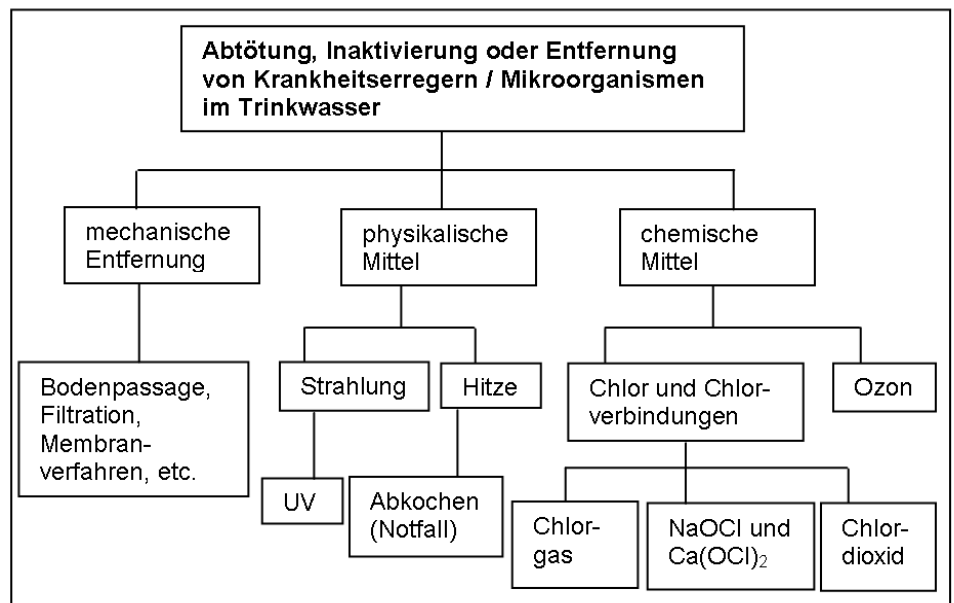 Abtötung, Inaktivierung oder Entfernung
von Krankheitserregern / Mikroorganismen
im Trinkwasser
mechanische
Entfernung
physikalische
Mittel
chemische
Mittel
Bodenpassage,
Filtration,
Membran-
verfahren, etc.
Strahlung
Hitze
Chlor und Chlor-
verbindungen
Ozon
UV
Abkochen
(Notfall)
Chlor-
gas
NaOCl und
Ca(OCl)₂
Chlor-
dioxid